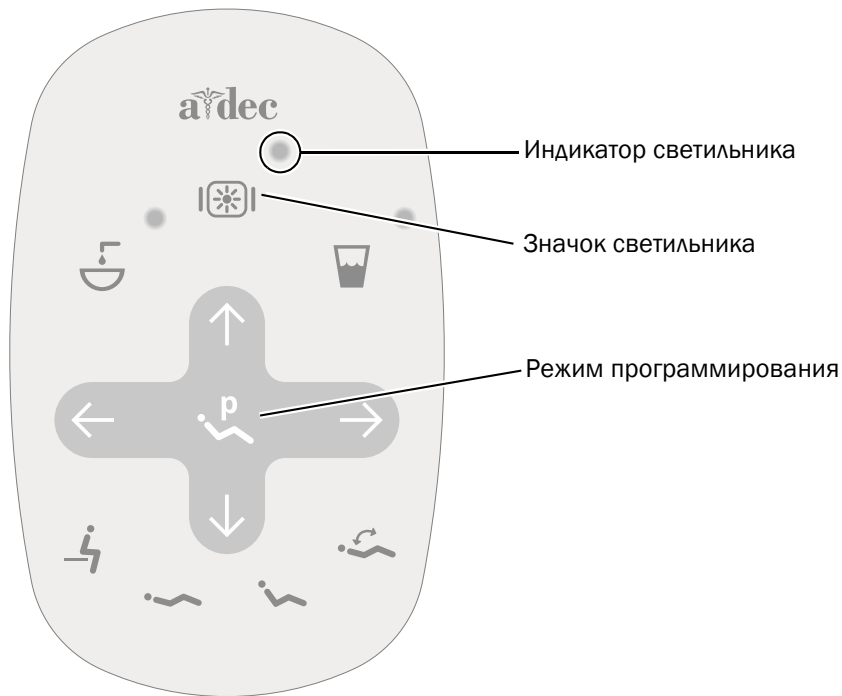 a dec
Индикатор светильника
Значок светильника
Режим программирования
p